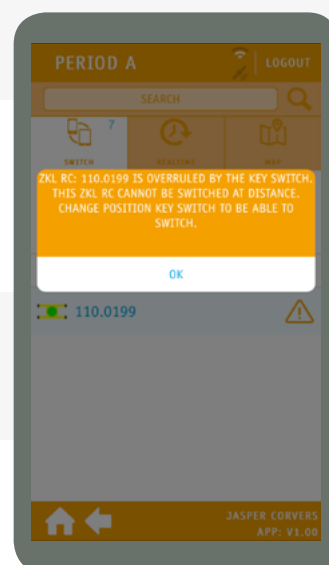 PERIOD A
LOGOUT
SEARCH
7
SWITCH
REALTIME
MAP
ZKL RC: 110.0199 IS OVERRULED BY THE KEY SWITCH.
THIS ZKL RC CANNOT BE SWITCHED AT DISTANCE.
CHANGE POSITION KEY SWITCH TO BE ABLE TO
SWITCH.
OK
110.0199
JASPER CORVERS
APP: V1.00